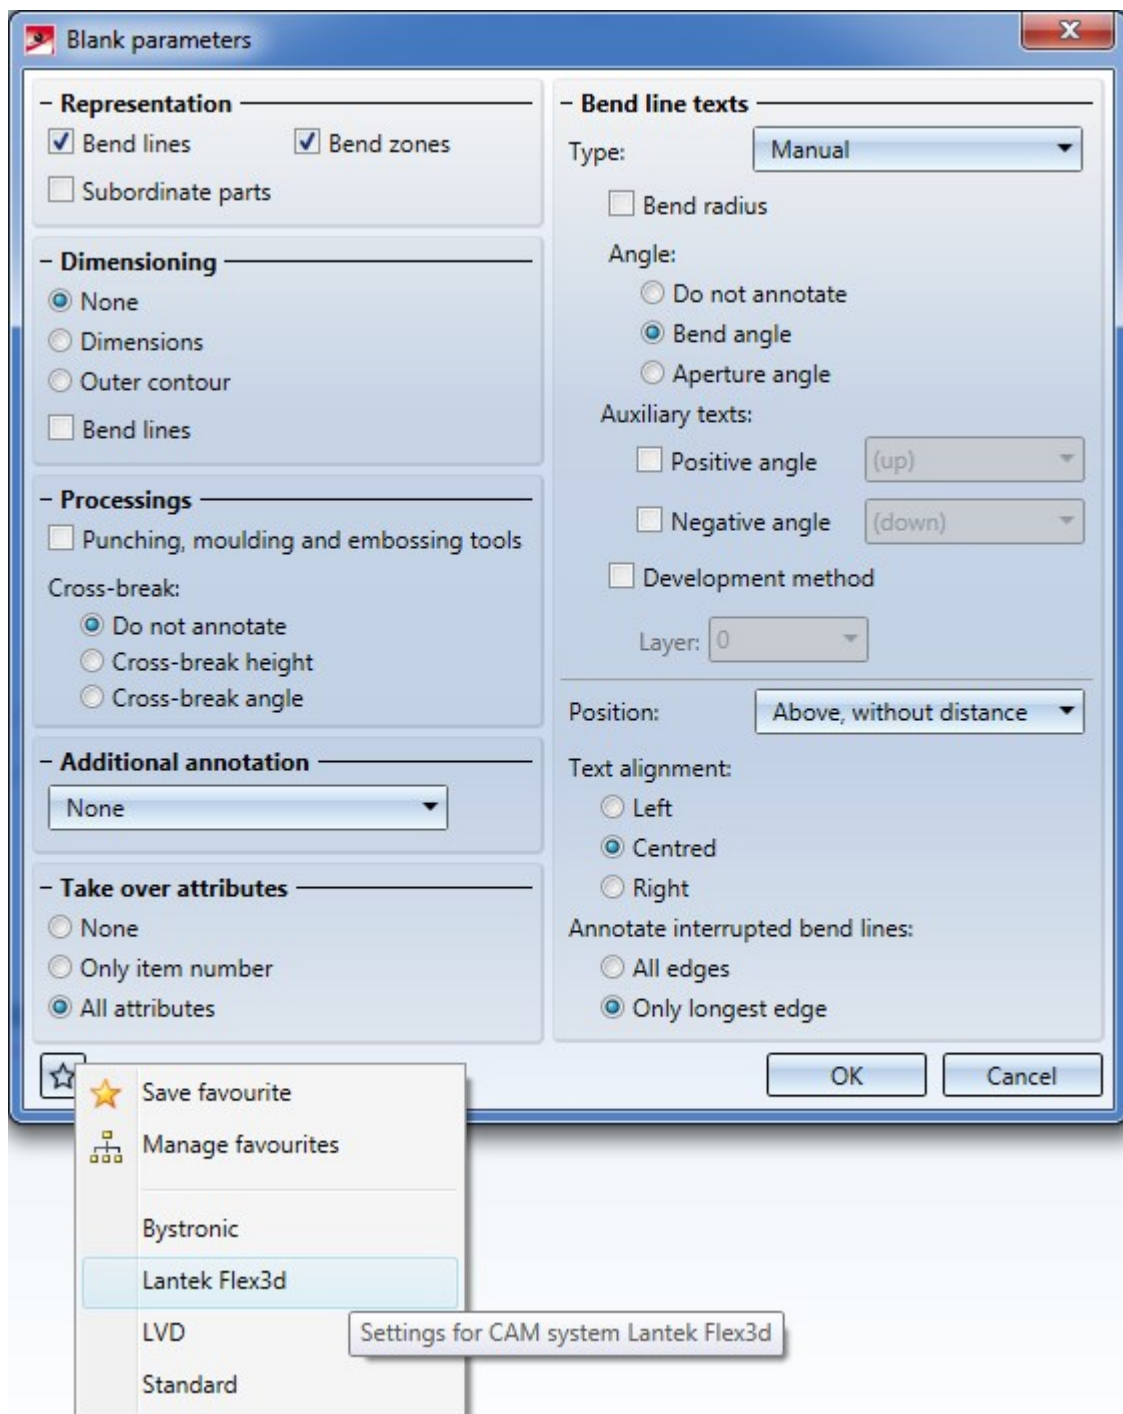 Blank parameters
Representation
Bend lines
Bend zones
Subordinate parts
Dimensioning
None
Dimensions
Outer contour
Bend lines
Processings
Punching, moulding and embossing tools
Cross-break:
Do not annotate
Cross-break height
Cross-break angle
Additional annotation
None
Take over attributes
None
Only item number
All attributes
Bend line texts
Type: Manual
Bend radius
Angle:
Do not annotate
Bend angle
Aperture angle
Auxiliary texts:
Positive angle (up)
Negative angle (down)
Development method
Layer: 0
Position: Above, without distance
Text alignment:
Left
Centred
Right
Annotate interrupted bend lines:
All edges
Only longest edge
OK Cancel
Save favourite
Manage favourites
Bystronic
Lantek Flex3d
LVD
Settings for CAM system Lantek Flex3d
Standard